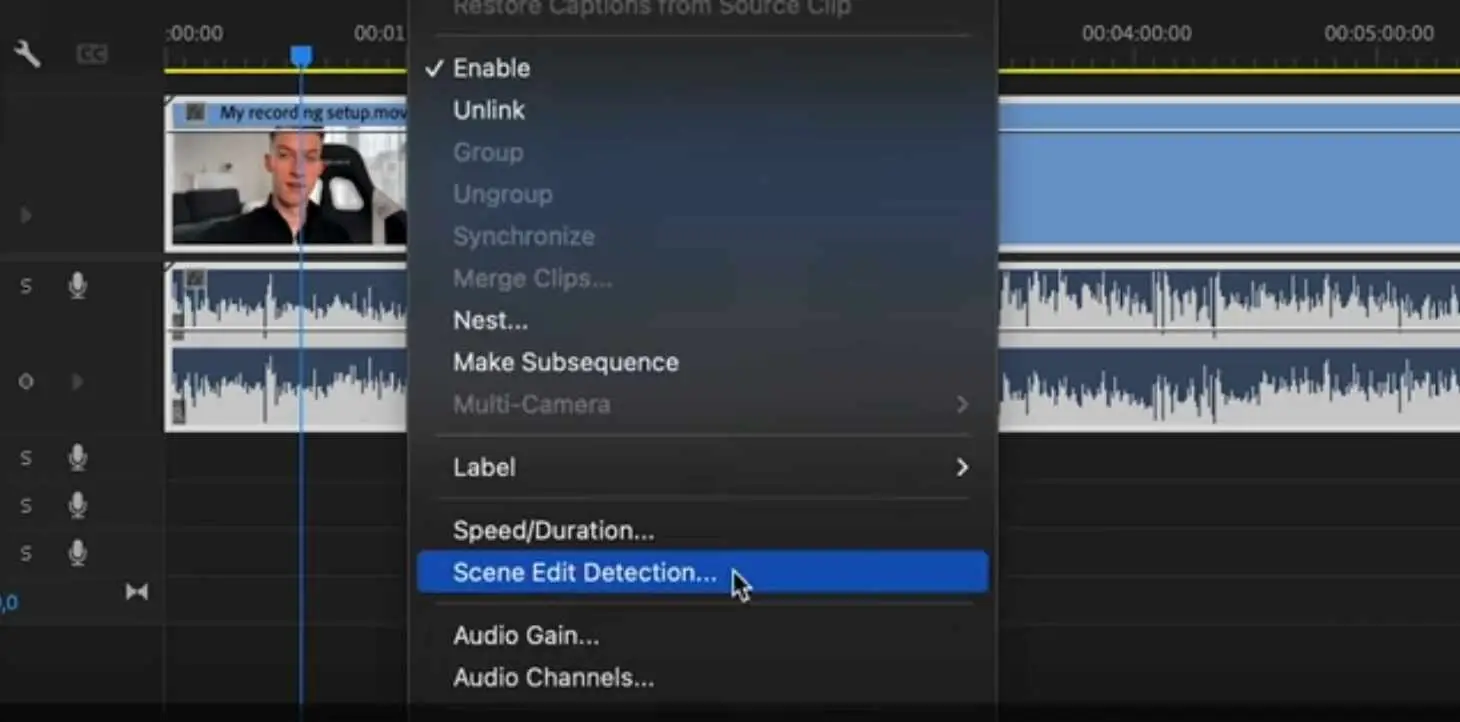 Restore Captions from Source Clip
:00:00
00:01
00:04:00:00
00:05:00:00
CC
✓ Enable
My recording setup.mov
Unlink
Group
Ungroup
Synchronize
S
Merge Clips...
Nest...
Make Subsequence
Multi-Camera
S
Label
S
Speed/Duration...
S
Scene Edit Detection...
,0
Audio Gain...
Audio Channels...